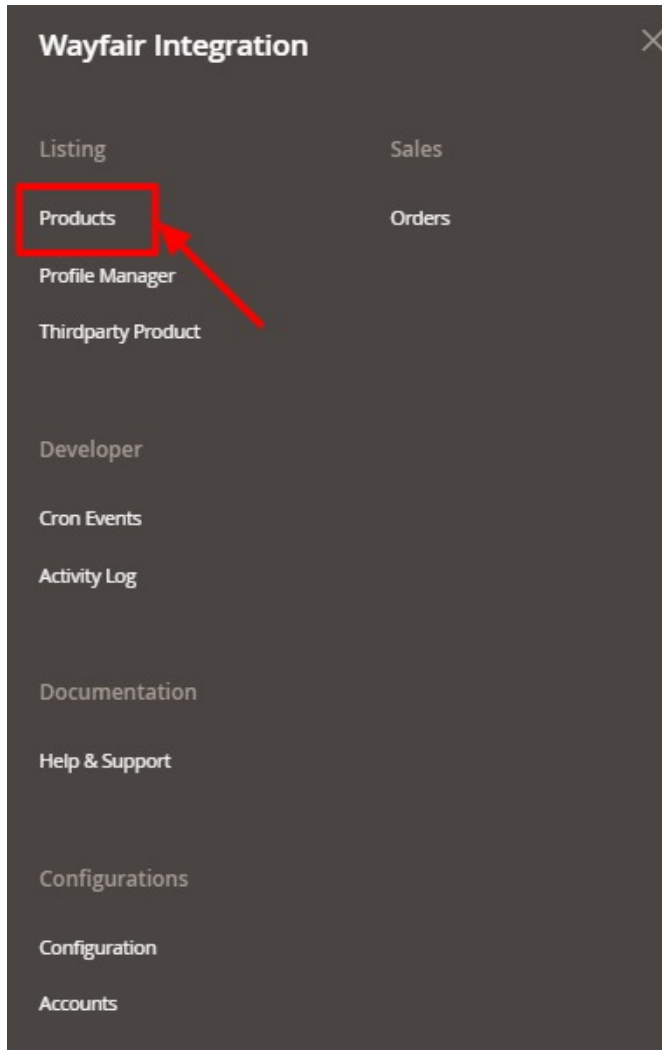 Wayfair Integration
Listing
Products
Profile Manager
Thirdparty Product
Sales
Orders
Developer
Cron Events
Activity Log
Documentation
Help & Support
Configurations
Configuration
Accounts